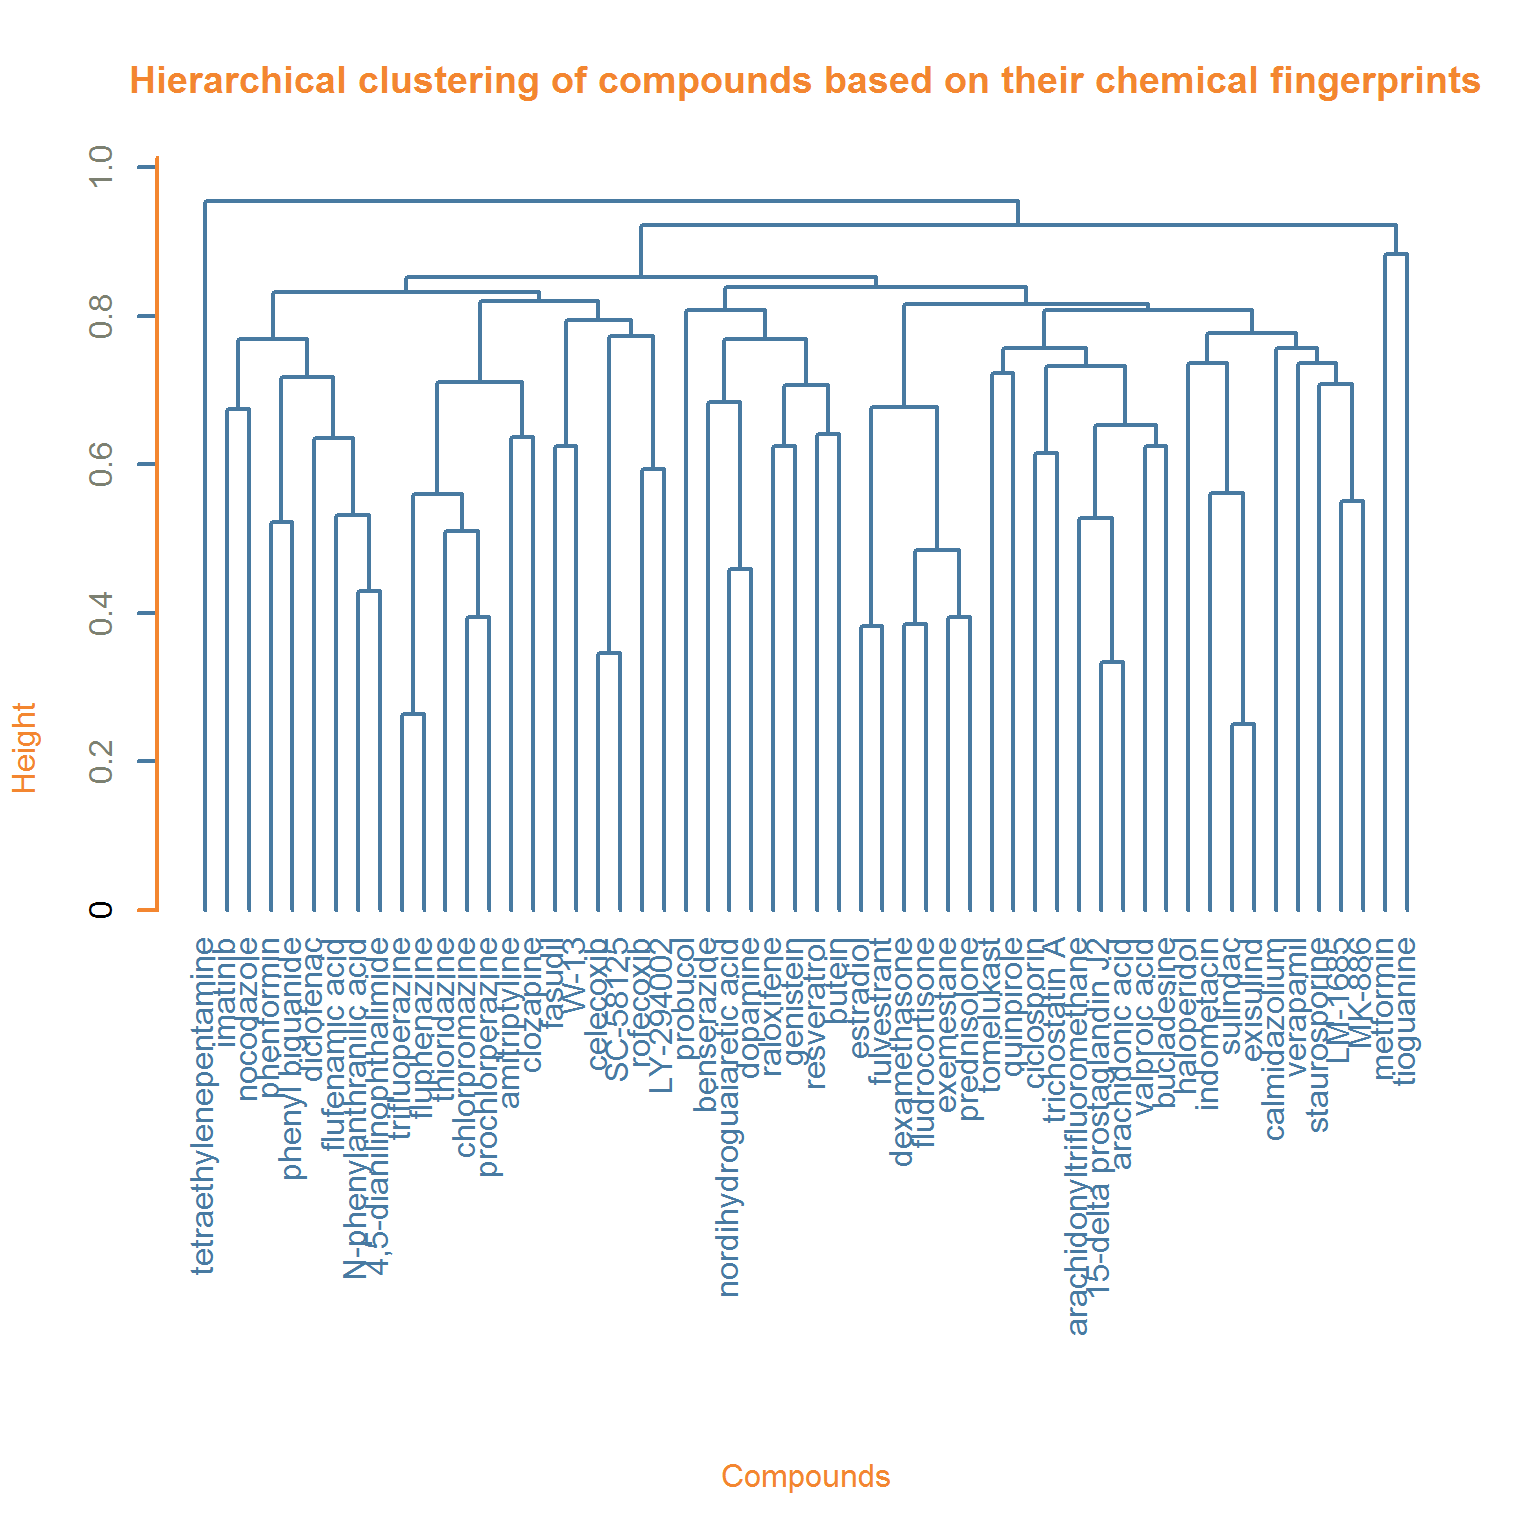 Hierarchical clustering of compounds based on their chemical fingerprints
1.0
0.8
0.6
0.4
0.2
0
Height
tetraethylenepentamine
imatinib
nocodazole
phenformin
phenyl biguanide
diclofenac
flufenamic acid
N-phenylanthranilic acid
4,5-dianilinophthalimide
trifluoperazine
fluphenazine
thioridazine
chlorpromazine
prochlorperazine
amitriptyline
clozapine
fasudil
W-13
celecoxib
SC-58125
rofecoxib
LY-294002
probucol
benserazide
nordihydroguaiaretic acid
dopamine
raloxifene
genistein
resveratrol
butein
estradiol
fulvestrant
dexamethasone
fludrocortisone
exemestane
prednisolone
tomelukast
quinpirole
ciclosporin
trichostatin A
arachidonyltrifluoromethane
15-delta prostaglandin J2
arachidonic acid
valproic acid
bucladesine
haloperidol
indometacin
sulindac
exisulind
calmidazolium
verapamil
staurosporine
LM-1685
MK-886
metformin
tioguanine
Compounds